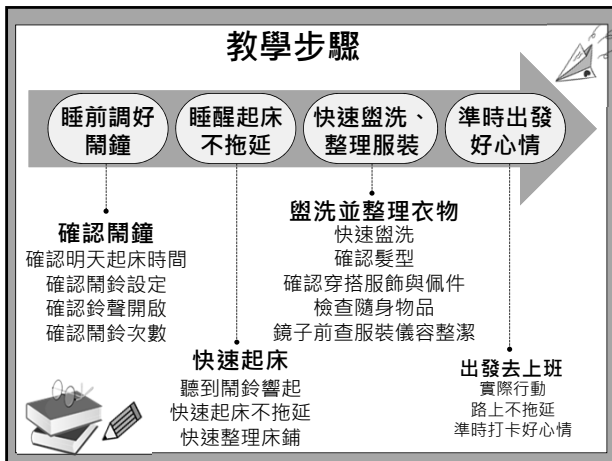 教學步驟
睡前調好
鬧鐘
睡醒起床
不拖延
快速盥洗、
整理服裝
準時出發
好心情
確認鬧鐘
確認明天起床時間
確認鬧鈴設定
確認鈴聲開啟
確認鬧鈴次數
快速起床
聽到鬧鈴響起
快速起床不拖延
快速整理床鋪
盥洗並整理衣物
快速盥洗
確認髮型
確認穿搭服飾與佩件
檢查隨身物品
鏡子前查服裝儀容整潔
出發去上班
實際行動
路上不拖延
準時打卡好心情